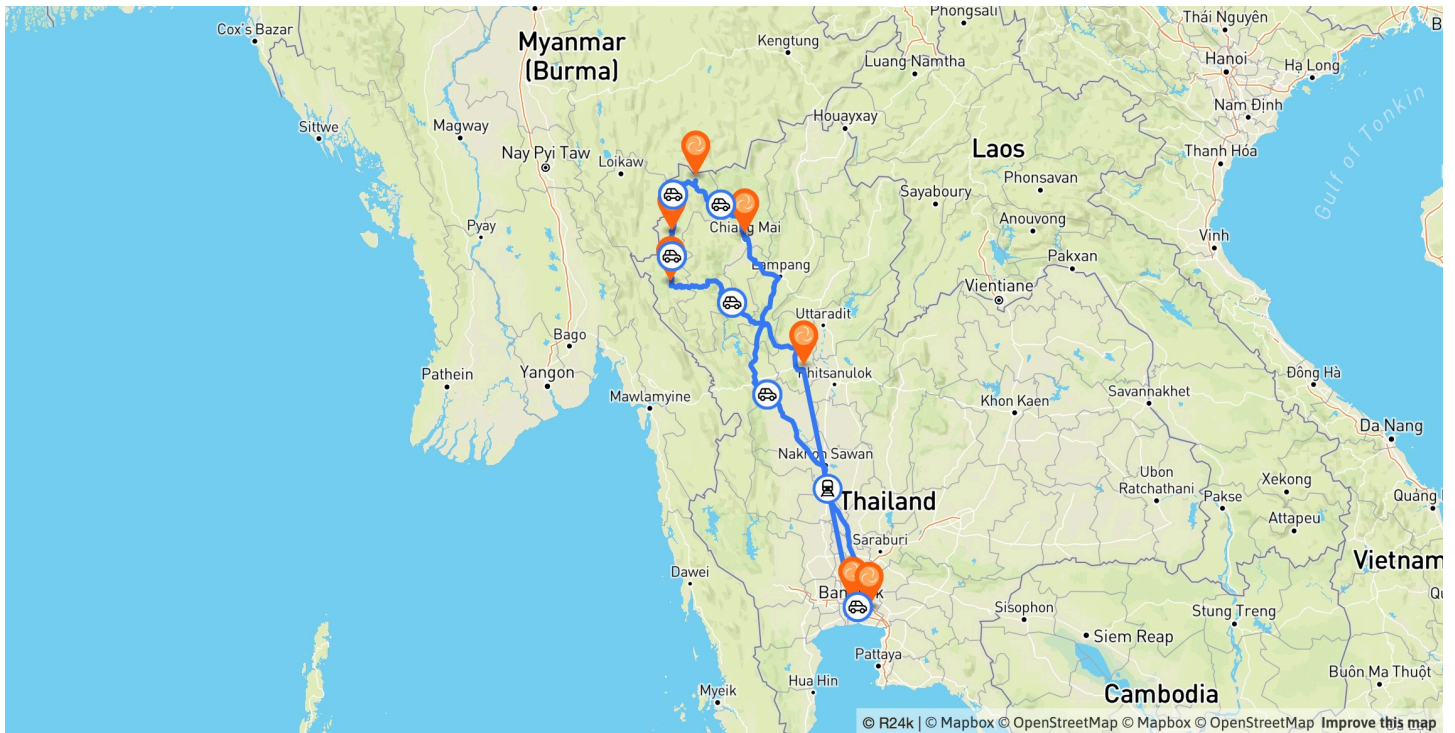 Cox's Bazar
Myanmar
(Burma)
Kengtung
Phongsali
Thái Nguyên
Luang Namtha
Hanoi
Hạ Long
Nam Định
Sittwe
Magway
Nay Pyi Taw
Loikaw
Houayxay
Laos
Thanh Hóa
Gulf of Tonkin
Phonsavan
Sayaboury
Pyay
Chiang Mai
Anouvong
Vinh
Pakxan
Lampang
Vientiane
Uttaradit
Bago
Pathein
Yangon
Phitsanulok
Mawlamyine
Khon Kaen
Savannakhet
Đông Hà
Da Nang
Nakhon Sawan
Ubon
Ratchathani
Xekong
Pakse
Quảng
Thailand
Attapeu
Saraburi
Vietnam
Dawei
Bangkok
Sisophon
Stung Treng
Siem Reap
Pattaya
Hua Hin
Myeik
Cambodia
Buôn Ma Thuột
© R24k | © Mapbox © OpenStreetMap © Mapbox © OpenStreetMap Improve this map